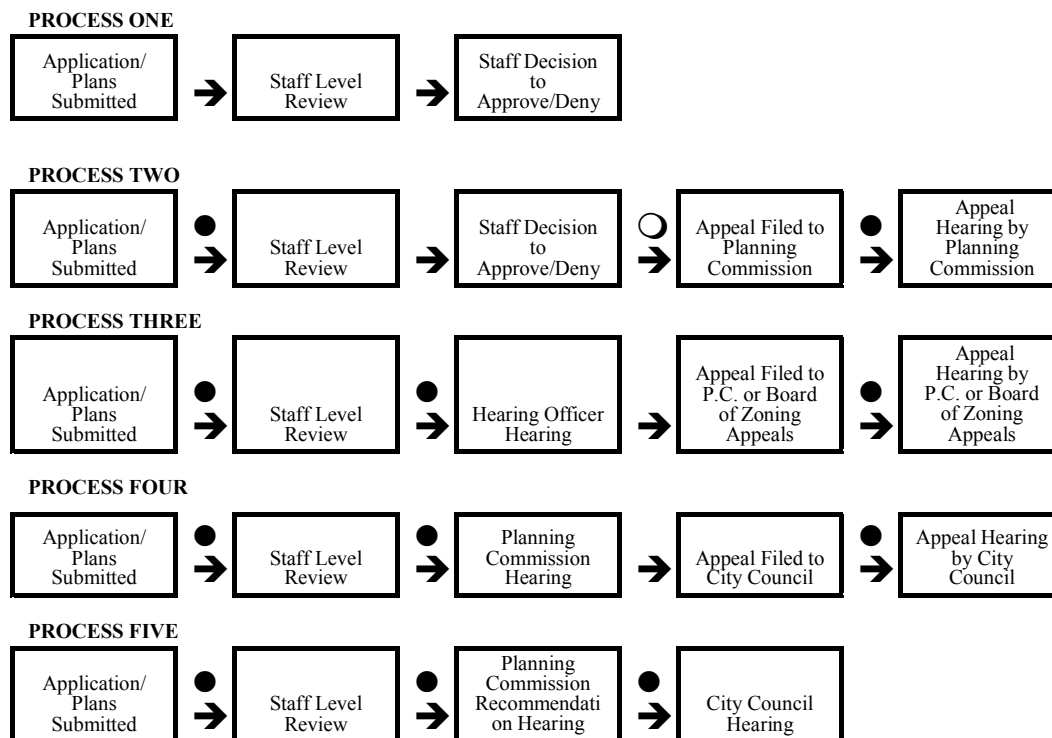 PROCESS ONE
Application/
Plans
Submitted
Staff Level
Review
Staff Decision
to
Approve/Deny
PROCESS TWO
Application/
Plans
Submitted
Staff Level
Review
Staff Decision
to
Approve/Deny
Appeal Filed to
Planning
Commission
Appeal
Hearing by
Planning
Commission
PROCESS THREE
Application/
Plans
Submitted
Staff Level
Review
Hearing Officer
Hearing
Appeal Filed to
P.C. or Board
of Zoning
Appeals
Appeal
Hearing by
P.C. or Board
of Zoning
Appeals
PROCESS FOUR
Application/
Plans
Submitted
Staff Level
Review
Planning
Commission
Hearing
Appeal Filed to
City Council
Appeal Hearing
by City
Council
PROCESS FIVE
Application/
Plans
Submitted
Staff Level
Review
Planning
Commission
Recommendati
on Hearing
City Council
Hearing